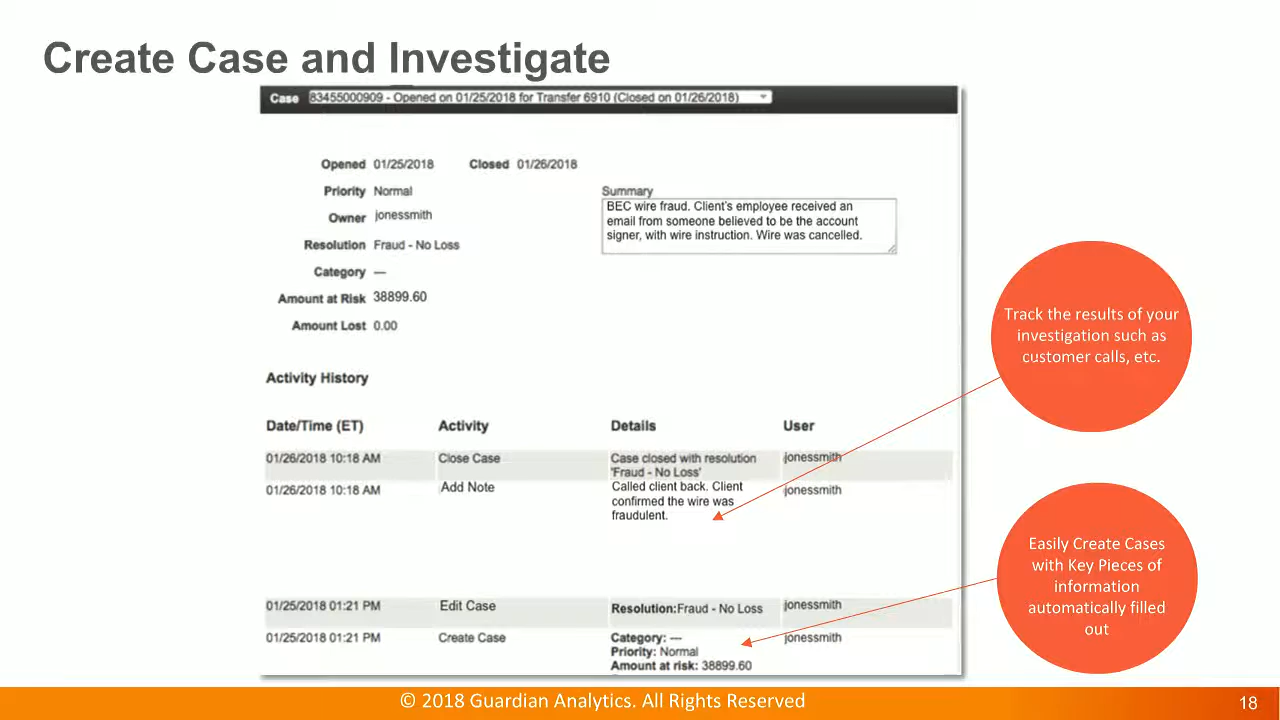 Create Case and Investigate
Case 83455000909 - Opened on 01/25/2018 for Transfer 6910 (Closed on 01/26/2018)
Opened 01/25/2018 Closed 01/26/2018
Priority Normal
Owner jonessmith
Resolution Fraud - No Loss
Category —
Amount at Risk 38899.60
Amount Lost 0.00
Summary
BEC wire fraud. Client's employee received an
email from someone believed to be the account
signer, with wire instruction. Wire was cancelled.
Activity History
Date/Time (ET) Activity Details User
01/26/2018 10:18 AM Close Case Case closed with resolution jonessmith
'Fraud - No Loss'
01/26/2018 10:18 AM Add Note Called client back. Client jonessmith
confirmed the wire was
fraudulent.
01/25/2018 01:21 PM Edit Case Resolution:Fraud - No Loss jonessmith
01/25/2018 01:21 PM Create Case Category: — jonessmith
Priority: Normal
Amount at risk: 38899.60
Track the results of your
investigation such as
customer calls, etc.
Easily Create Cases
with Key Pieces of
information
automatically filled
out
© 2018 Guardian Analytics. All Rights Reserved
18